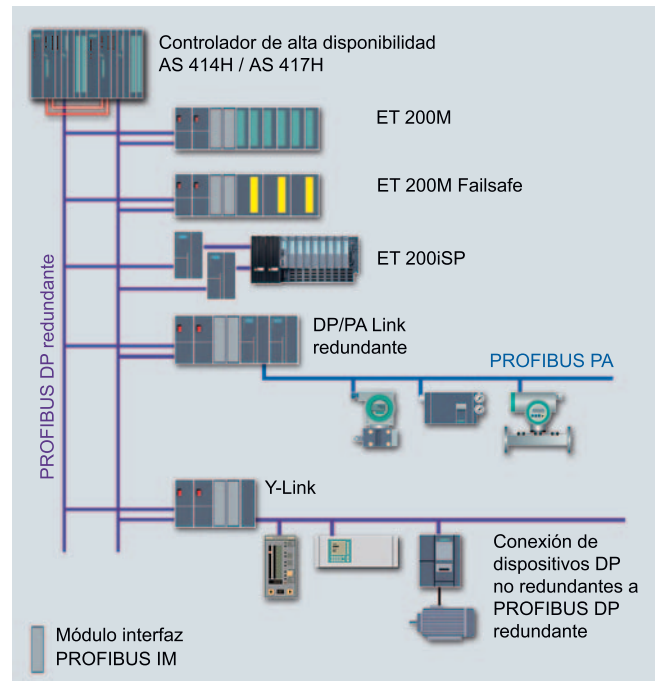 Controlador de alta disponibilidad
AS 414H / AS 417H
ET 200M
ET 200M Failsafe
ET 200iSP
PROFIBUS DP redundante
DP/PA Link
redundante
PROFIBUS PA
Y-Link
Conexión de
dispositivos DP
no redundantes a
PROFIBUS DP
redundante
Módulo interfaz
PROFIBUS IM